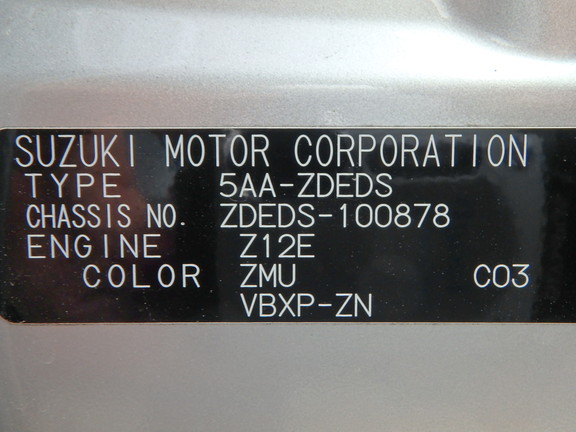 SUZUKI MOTOR CORPORATION
TYPE 5AA-ZDEDS
CHASSIS NO. ZDEDS-100878
ENGINE Z12E
COLOR ZMU C03
VBXP-ZN